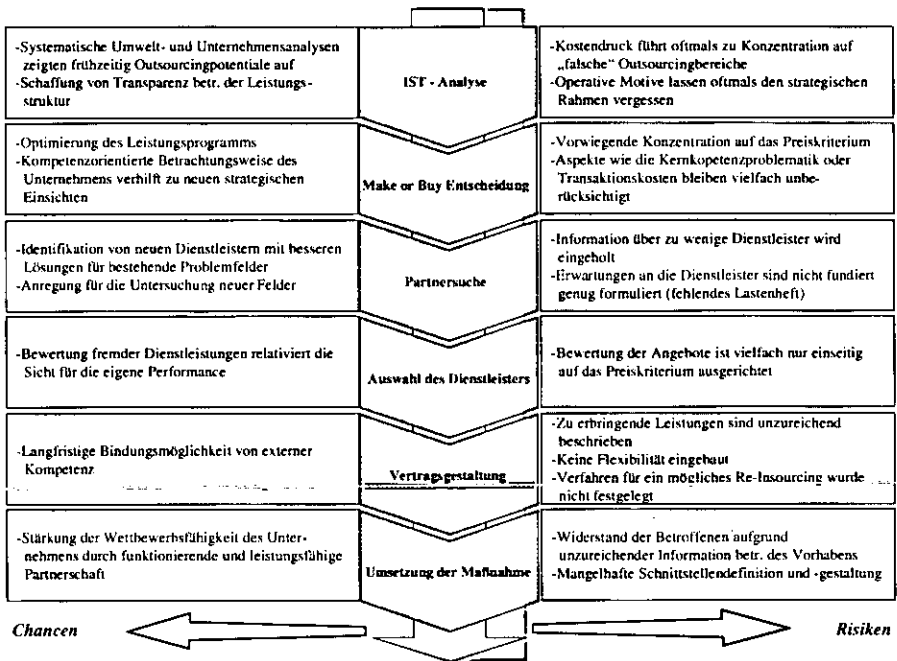 -Systematische Umwelt- und Unternehmensanalysen
zeigten frühzeitig Outsourcingpotentiale auf
-Schaffung von Transparenz betr. der Leistungs-
struktur
IST - Analyse
-Kostendruck führt oftmals zu Konzentration auf
„falsche" Outsourcingbereiche
-Operative Motive lassen oftmals den strategischen
Rahmen vergessen
-Optimierung des Leistungsprogramms
-Kompetenzorientierte Betrachtungsweise des
Unternehmens verhilft zu neuen strategischen
Einsichten
Make or Buy Entscheidung
-Vorwiegende Konzentration auf das Preiskriterium
-Aspekte wie die Kernkopetenzproblematik oder
Transaktionskosten bleiben vielfach unbe-
rücksichtigt
-Identifikation von neuen Dienstleistern mit besseren
Lösungen für bestehende Problemfelder
-Anregung für die Untersuchung neuer Felder
Partnersuche
-Information über zu wenige Dienstleister wird
eingeholt
-Erwartungen an die Dienstleister sind nicht fundiert
genug formuliert (fehlendes Lastenheft)
-Bewertung fremder Dienstleistungen relativiert die
Sicht für die eigene Performance
Auswahl des Dienstleisters
-Bewertung der Angebote ist vielfach nur einseitig
auf das Preiskriterium ausgerichtet
-Langfristige Bindungsmöglichkeit von externer
Kompetenz
Vertragsgestaltung
-Zu erbringende Leistungen sind unzureichend
beschrieben
-Keine Flexibilität eingebaut
-Verfahren für ein mögliches Re-Insourcing wurde
nicht festgelegt
-Stärkung der Wettbewerbsfähigkeit des Unter-
nehmens durch funktionierende und leistungsfähige
Partnerschaft
Umsetzung der Maßnahme
-Widerstand der Betroffenen aufgrund
unzureichender Information betr. des Vorhabens
-Mangelhafte Schnittstellendefinition und -gestaltung
Chancen
Risiken